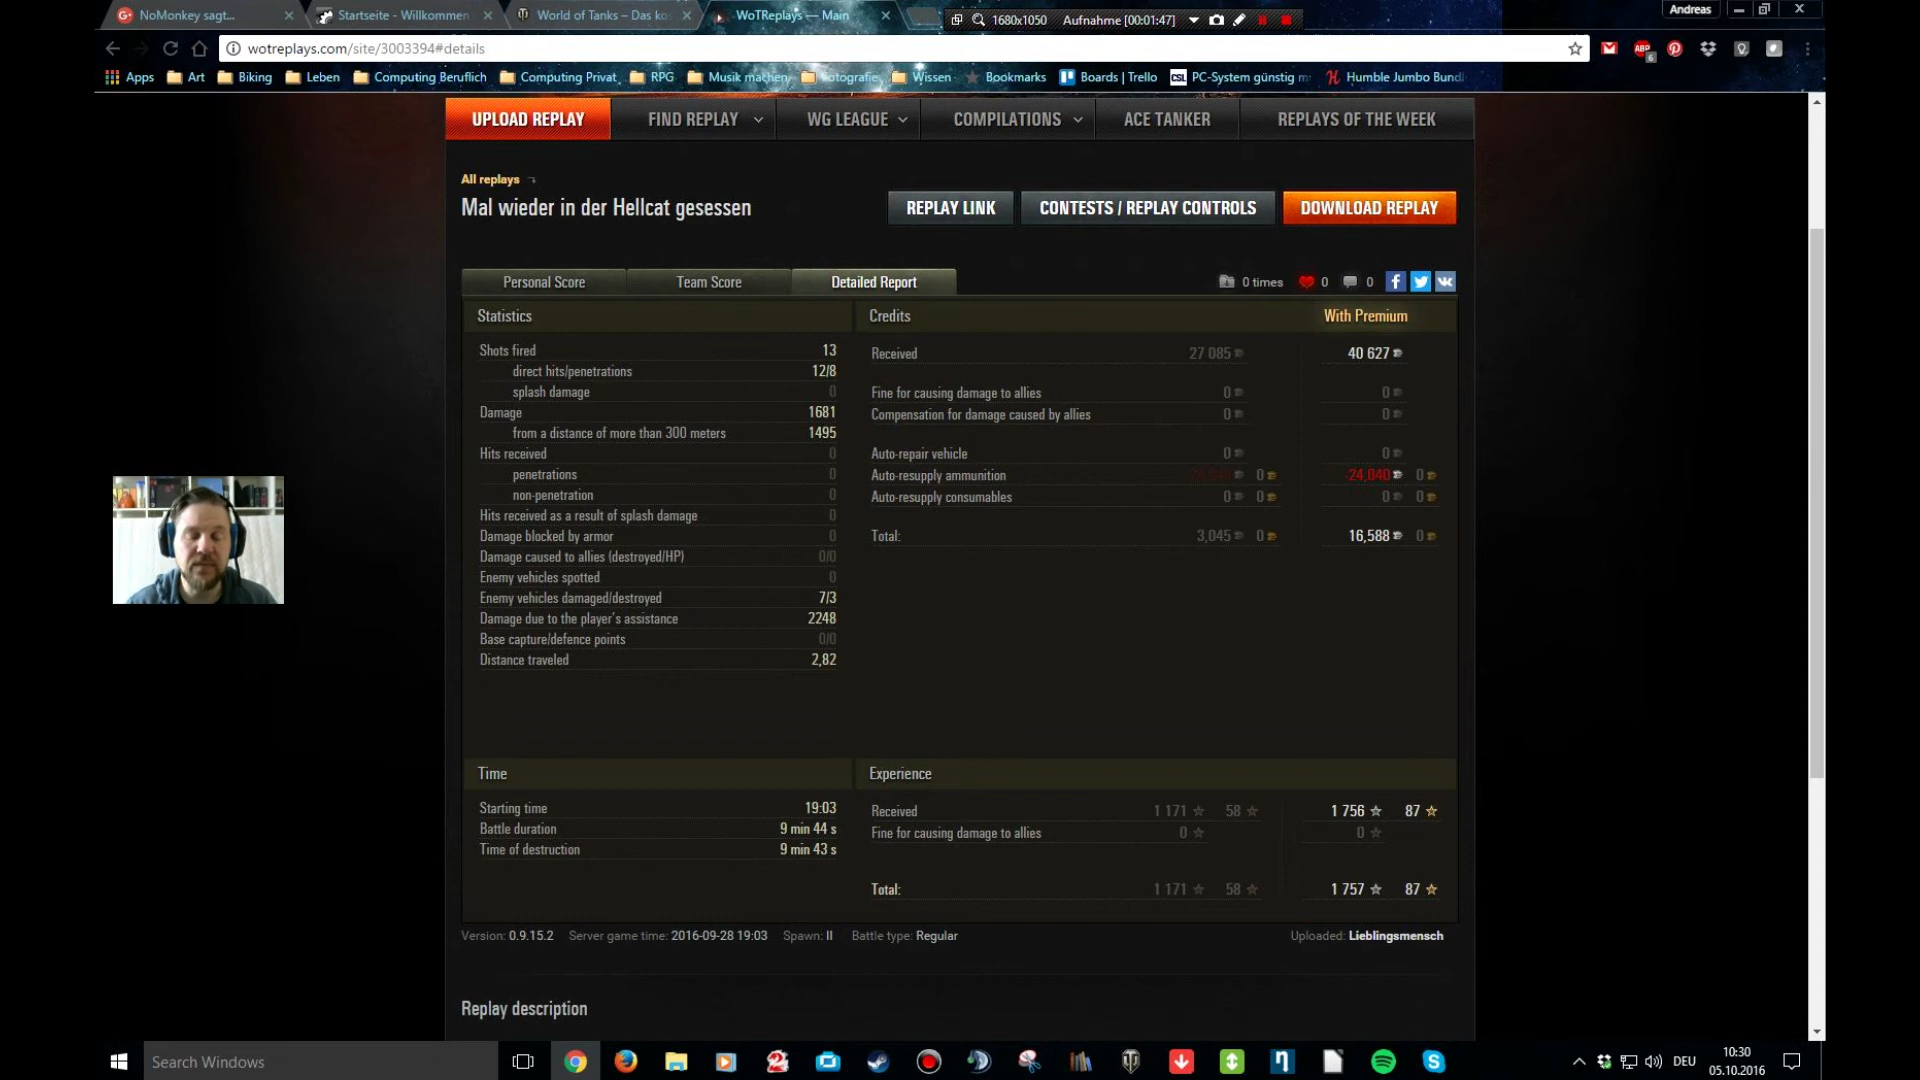 NoMonkey sagt...
Startseite - Willkommen
World of Tanks – Das kos
WoTReplays — Main
1680x1050
Aufnahme [00:01:47]
Andreas
wotreplays.com/site/3003394#details
Apps
Art
Biking
Leben
Computing Beruflich
Computing Privat
RPG
Musik machen
Fotografie
Wissen
Bookmarks
Boards | Trello
PC-System günstig
Humble Jumbo Bundl
UPLOAD REPLAY
FIND REPLAY
WG LEAGUE
COMPILATIONS
ACE TANKER
REPLAYS OF THE WEEK
All replays
Mal wieder in der Hellcat gesessen
REPLAY LINK
CONTESTS / REPLAY CONTROLS
DOWNLOAD REPLAY
Personal Score
Team Score
Detailed Report
0 times
0
0
Statistics
Shots fired 13
direct hits/penetrations 12/8
splash damage 0
Damage 1681
from a distance of more than 300 meters 1495
Hits received 0
penetrations 0
non-penetration 0
Hits received as a result of splash damage 0
Damage blocked by armor 0
Damage caused to allies (destroyed/HP) 0/0
Enemy vehicles spotted 0
Enemy vehicles damaged/destroyed 7/3
Damage due to the player's assistance 2248
Base capture/defence points 0/0
Distance traveled 2,82
Credits With Premium
Received 27 085 40 627
Fine for causing damage to allies 0 0
Compensation for damage caused by allies 0 0
Auto-repair vehicle 0 0
Auto-resupply ammunition 0 -24,040 0
Auto-resupply consumables 0 0 0 0
Total: 3,045 0 16,588 0
Time
Starting time 19:03
Battle duration 9 min 44 s
Time of destruction 9 min 43 s
Experience
Received 1 171 58 1 756 87
Fine for causing damage to allies 0 0
Total: 1 171 58 1 757 87
Version: 0.9.15.2 Server game time: 2016-09-28 19:03 Spawn: II Battle type: Regular Uploaded: Lieblingsmensch
Replay description
Search Windows
DEU
10:30
05.10.2016